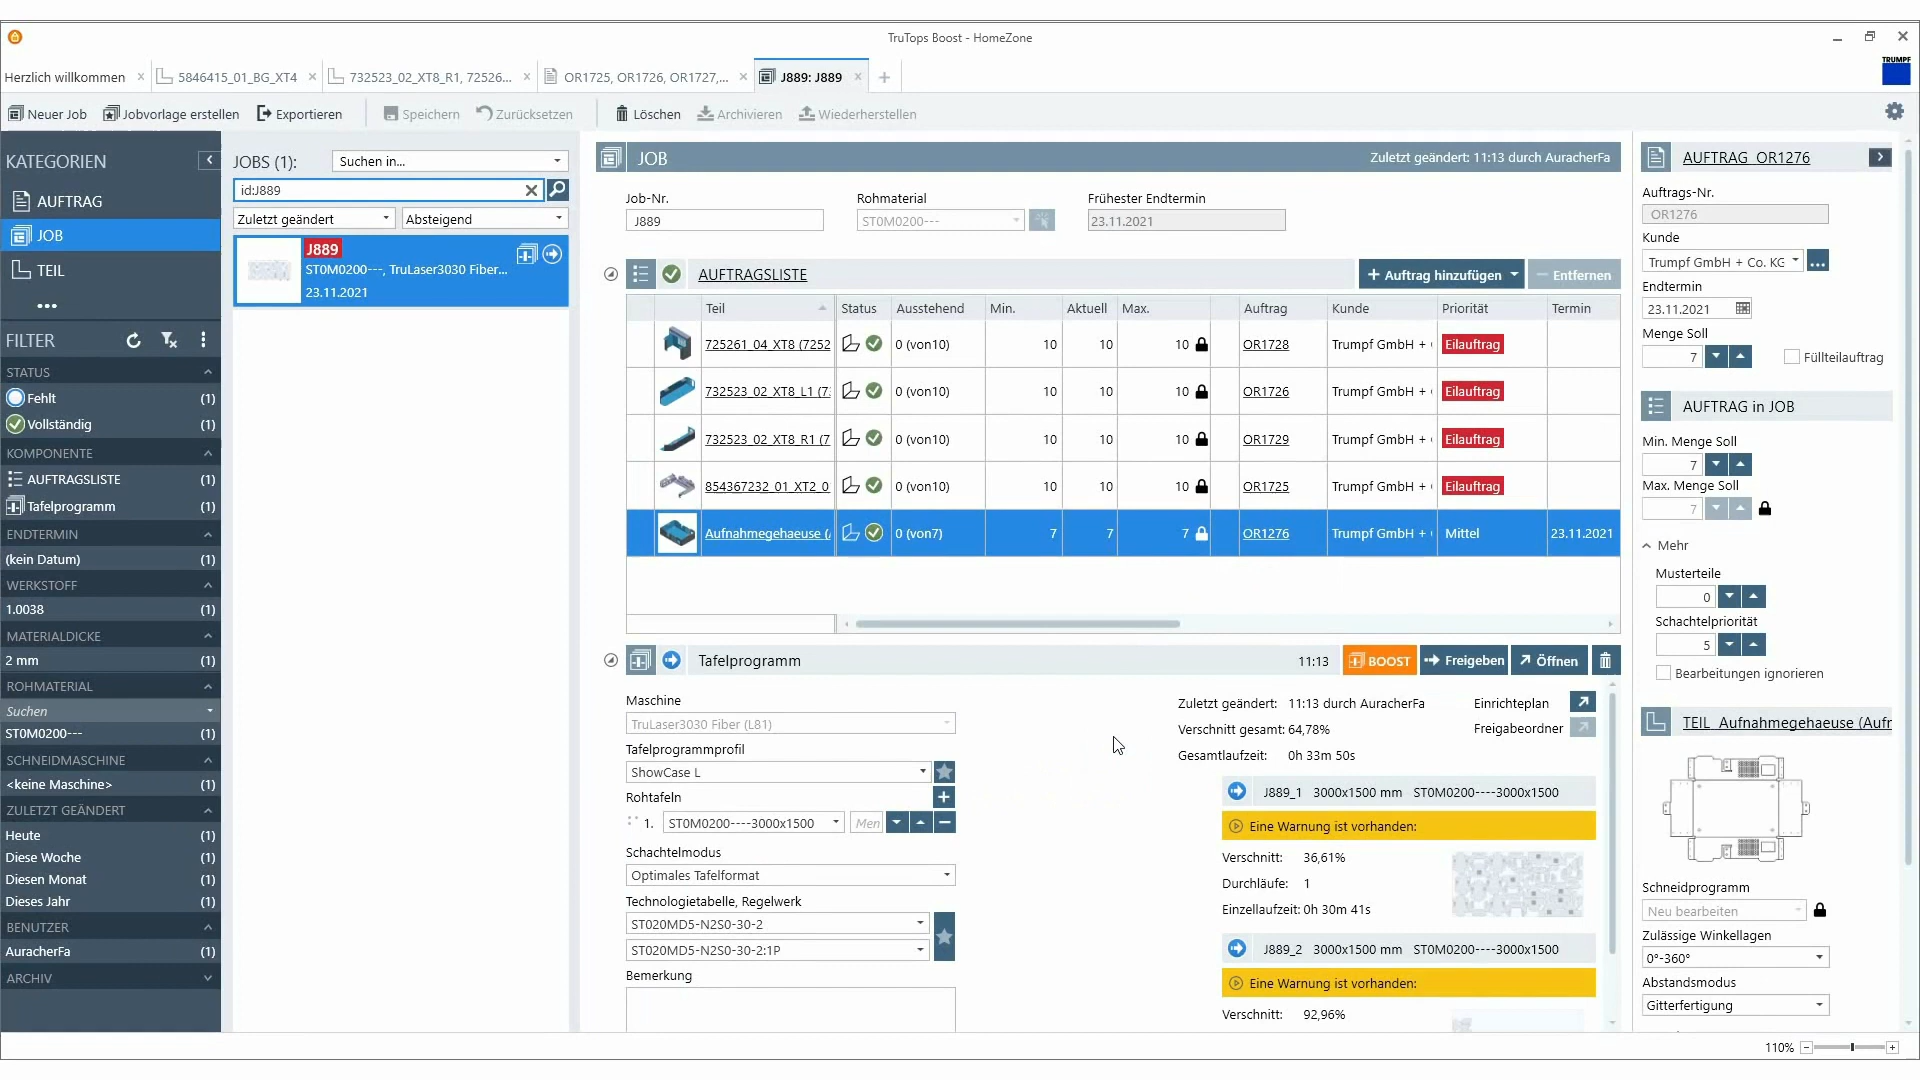 TruTops Boost - HomeZone
TRUMPF
Herzlich willkommen
5846415_01_BG_XT4
732523_02_XT8_R1, 72526...
OR1725, OR1726, OR1727,...
J889: J889
Neuer Job
Jobvorlage erstellen
Exportieren
Speichern
Zurücksetzen
Löschen
Archivieren
Wiederherstellen
KATEGORIEN
AUFTRAG
JOB
TEIL
FILTER
STATUS
Fehlt (1)
Vollständig (1)
KOMPONENTE
AUFTRAGSLISTE (1)
Tafelprogramm (1)
ENDTERMIN
(kein Datum) (1)
WERKSTOFF
1.0038 (1)
MATERIALDICKE
2 mm (1)
ROHMATERIAL
Suchen
ST0M0200--- (1)
SCHNEIDMASCHINE
<keine Maschine> (1)
ZULETZT GEÄNDERT
Heute (1)
Diese Woche (1)
Diesen Monat (1)
Dieses Jahr (1)
BENUTZER
AuracherFa (1)
ARCHIV
JOBS (1):
Suchen in...
id:J889
Zuletzt geändert
Absteigend
J889
ST0M0200---, TruLaser3030 Fiber...
23.11.2021
JOB
Zuletzt geändert: 11:13 durch AuracherFa
Job-Nr.
Rohmaterial
Frühester Endtermin
J889
ST0M0200---
23.11.2021
AUFTRAGSLISTE
+ Auftrag hinzufügen
Entfernen
Teil Status Ausstehend Min. Aktuell Max. Auftrag Kunde Priorität Termin
725261_04_XT8 (7252 0 (von10) 10 10 10 OR1728 Trumpf GmbH + Eilauftrag
732523_02_XT8_L1 (7 0 (von10) 10 10 10 OR1726 Trumpf GmbH + Eilauftrag
732523_02_XT8_R1 (7 0 (von10) 10 10 10 OR1729 Trumpf GmbH + Eilauftrag
854367232_01_XT2_0 0 (von10) 10 10 10 OR1725 Trumpf GmbH + Eilauftrag
Aufnahmegehaeuse ( 0 (von7) 7 7 7 OR1276 Trumpf GmbH + Mittel 23.11.2021
Tafelprogramm
11:13
BOOST
Freigeben
Öffnen
Maschine
TruLaser3030 Fiber (L81)
Tafelprogrammprofil
ShowCase L
Rohtafeln
1. ST0M0200----3000x1500 Men
Schachtelmodus
Optimales Tafelformat
Technologietabelle, Regelwerk
ST020MD5-N2S0-30-2
ST020MD5-N2S0-30-2:1P
Bemerkung
Zuletzt geändert: 11:13 durch AuracherFa
Verschnitt gesamt: 64,78%
Gesamtlaufzeit: 0h 33m 50s
Einrichteplan
Freigabeordner
J889_1 3000x1500 mm ST0M0200----3000x1500
Eine Warnung ist vorhanden:
Verschnitt: 36,61%
Durchläufe: 1
Einzellaufzeit: 0h 30m 41s
J889_2 3000x1500 mm ST0M0200----3000x1500
Eine Warnung ist vorhanden:
Verschnitt: 92,96%
AUFTRAG OR1276
Auftrags-Nr.
OR1276
Kunde
Trumpf GmbH + Co. KG
Endtermin
23.11.2021
Menge Soll
7
Füllteilauftrag
AUFTRAG in JOB
Min. Menge Soll
7
Max. Menge Soll
7
Mehr
Musterteile
0
Schachtelpriorität
5
Bearbeitungen ignorieren
TEIL Aufnahmegehaeuse (Aufr
Schneidprogramm
Neu bearbeiten
Zulässige Winkellagen
0°-360°
Abstandsmodus
Gitterfertigung
110%